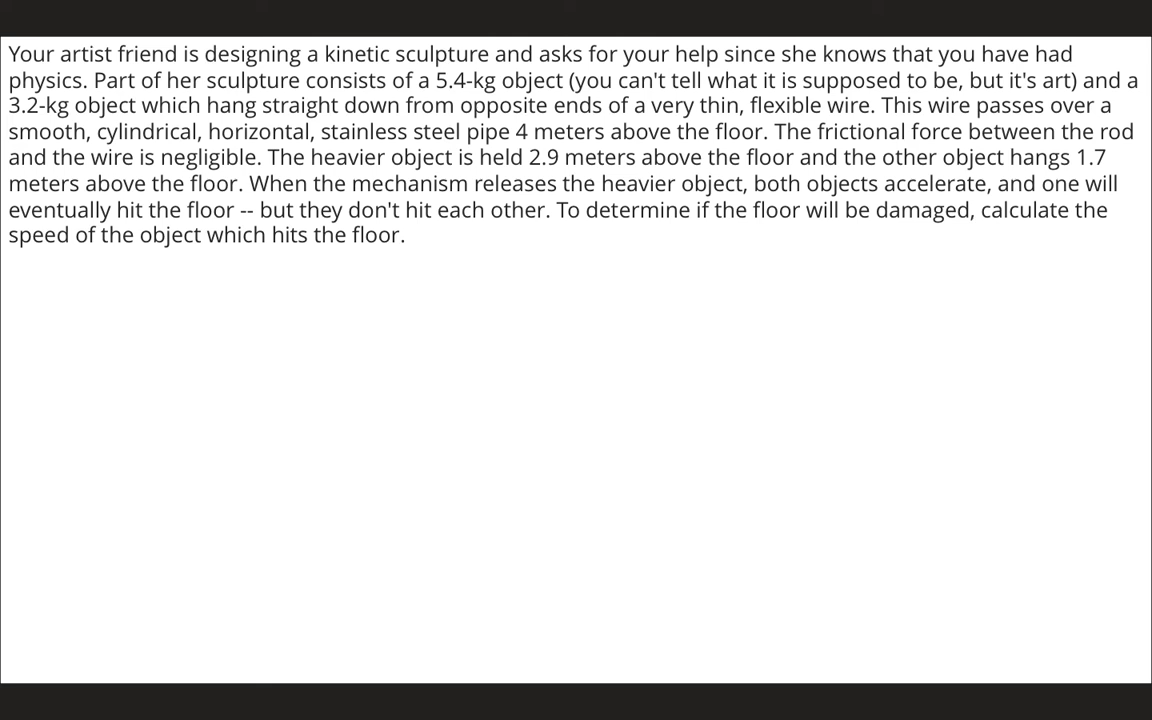 Your artist friend is designing a kinetic sculpture and asks for your help since she knows that you have had
physics. Part of her sculpture consists of a 5.4-kg object (you can't tell what it is supposed to be, but it's art) and a
3.2-kg object which hang straight down from opposite ends of a very thin, flexible wire. This wire passes over a
smooth, cylindrical, horizontal, stainless steel pipe 4 meters above the floor. The frictional force between the rod
and the wire is negligible. The heavier object is held 2.9 meters above the floor and the other object hangs 1.7
meters above the floor. When the mechanism releases the heavier object, both objects accelerate, and one will
eventually hit the floor -- but they don't hit each other. To determine if the floor will be damaged, calculate the
speed of the object which hits the floor.